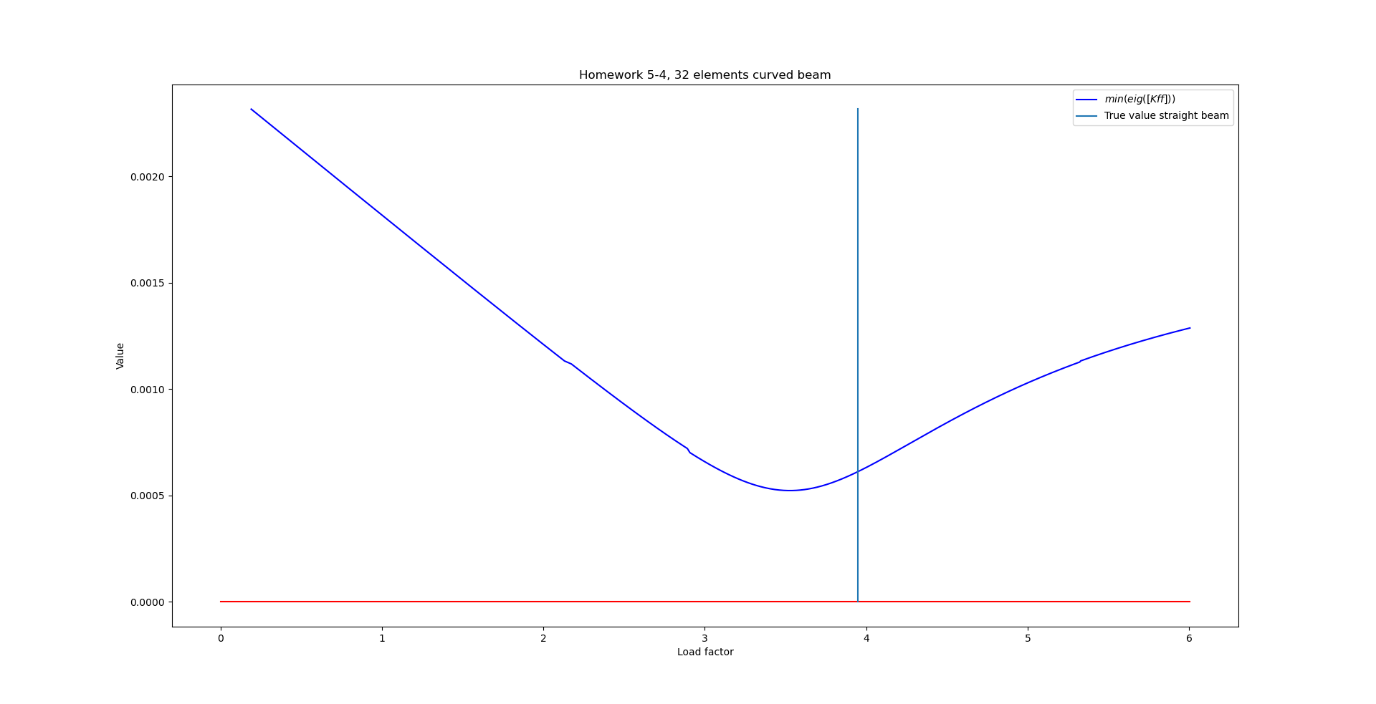 Homework 5-4, 32 elements curved beam
min(eig([Kff]))
True value straight beam
Value
0.0020
0.0015
0.0010
0.0005
0.0000
0 1 2 3 4 5 6
Load factor